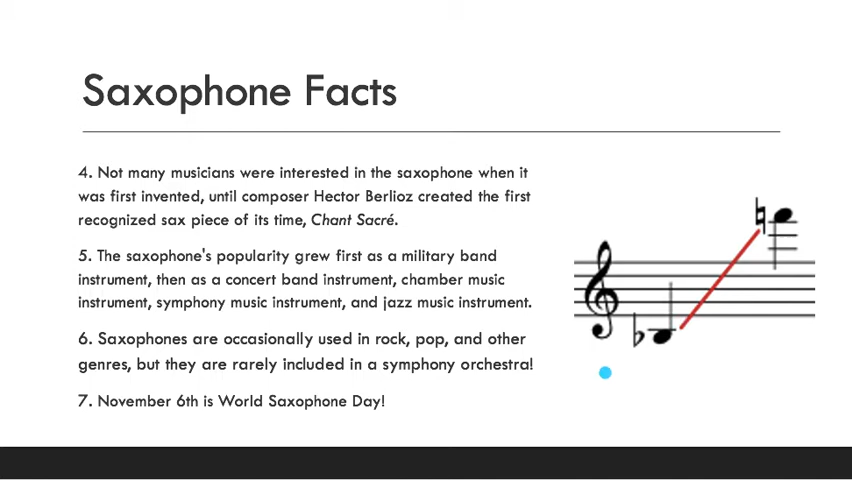 Saxophone Facts
4. Not many musicians were interested in the saxophone when it
was first invented, until composer Hector Berlioz created the first
recognized sax piece of its time, Chant Sacré.
5. The saxophone's popularity grew first as a military band
instrument, then as a concert band instrument, chamber music
instrument, symphony music instrument, and jazz music instrument.
6. Saxophones are occasionally used in rock, pop, and other
genres, but they are rarely included in a symphony orchestra!
7. November 6th is World Saxophone Day!